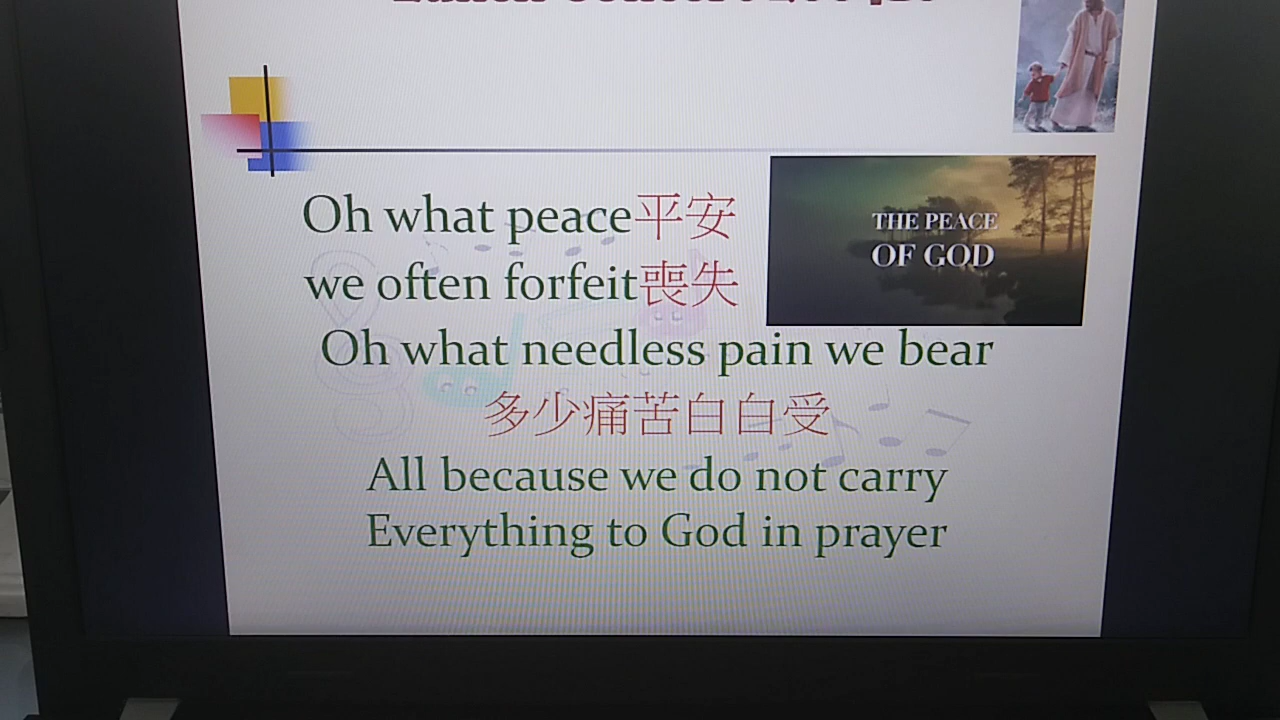 Oh what peace平安
THE PEACE
OF GOD
we often forfeit喪失
Oh what needless pain we bear
多少痛苦白白受
All because we do not carry
Everything to God in prayer